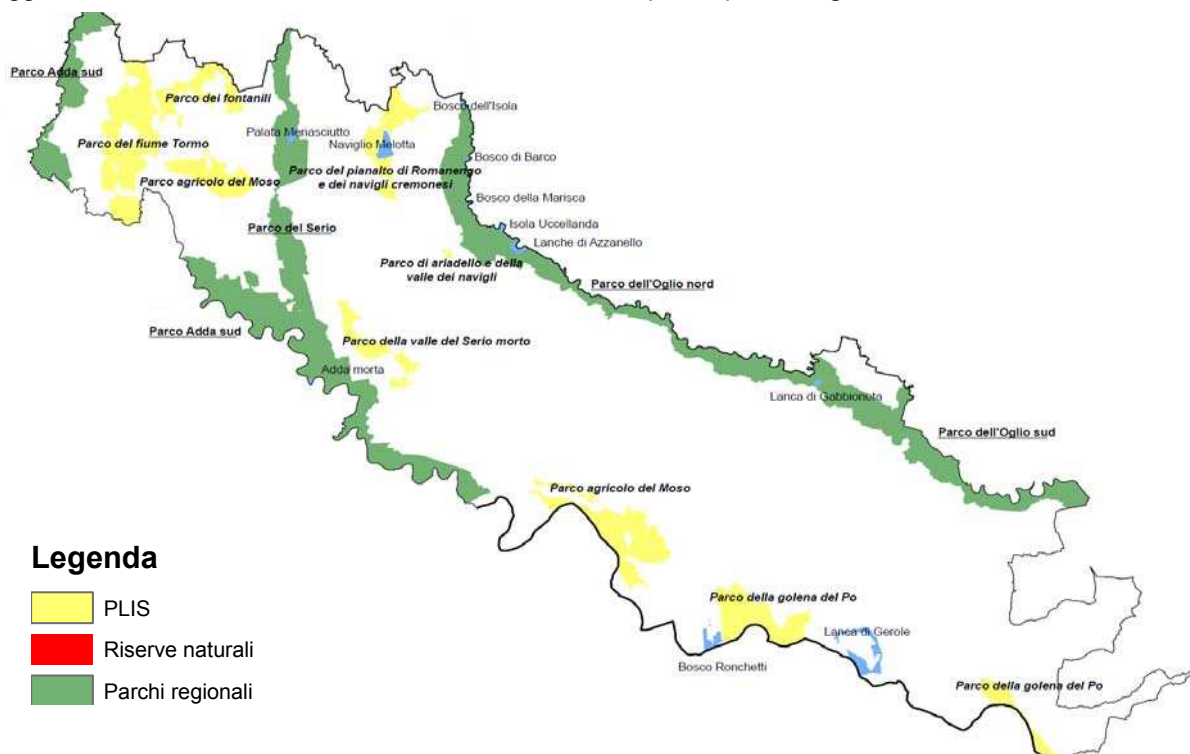 Parco Adda sud
Parco dei fontanili
Bosco dell'Isola
Palata Menasciutto
Parco del fiume Tormo
Naviglio Melotta
Bosco di Barco
Parco agricolo del Moso
Parco del pianalto di Romanengo
e dei navigli cremonesi
Bosco della Marisca
Parco del Serio
Isola Uccellanda
Lanche di Azzanello
Parco di ariadello e della
valle dei navigli
Parco dell'Oglio nord
Parco Adda sud
Parco della valle del Serio morto
Adda morta
Lanca di Gabbioneta
Parco dell'Oglio sud
Parco agricolo del Moso
Parco della golena del Po
Lanca di Gerole
Bosco Ronchetti
Parco della golena del Po
Legenda
PLIS
Riserve naturali
Parchi regionali